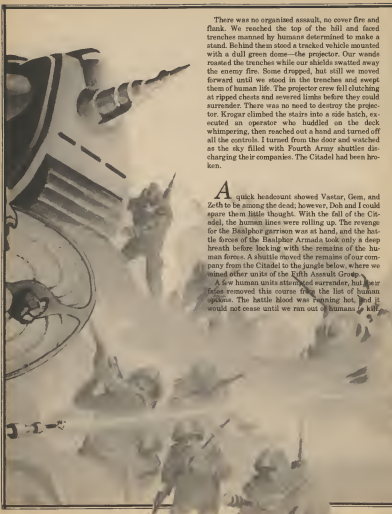 There was no organized assault, no cover fire and
flank. We reached the top of the hill and faced
trenches manned by humans determined to make a
stand. Behind them stood a tracked vehicle mounted
with a dull green dome—the projector. Our wands
roasted the trenches while our shields swatted away
the enemy fire. Some dropped, but still we moved
forward until we stood in the trenches and swept
them of human life. The projector crew fell clutching
at ripped chests and severed limbs before they could
surrender. There was no need to destroy the projec-
tor. Krogar climbed the stairs into a side hatch, ex-
ecuted an operator who huddled on the deck
whimpering, then reached out a hand and turned off
all the controls. I turned from the door and watched
as the sky filled with Fourth Army shuttles dis-
charging their companies. The Citadel had been bro-
ken.
A quick headcount showed Vastar, Gem, and
Zeth to be among the dead; however, Doh and I could
spare them little thought. With the fall of the Cit-
adel, the human lines were rolling up. The revenge
for the Baalphor garrison was at hand, and the bat-
tle forces of the Baalphor Armada took only a deep
breath before locking with the remains of the hu-
man forces. A shuttle moved the remains of our com-
pany from the Citadel to the jungle below, where we
joined other units of the Fifth Assault Group.
A few human units attempted surrender, but their
fates removed this course from the list of human
options. The battle blood was running hot, and it
would not cease until we ran out of humans to kill.